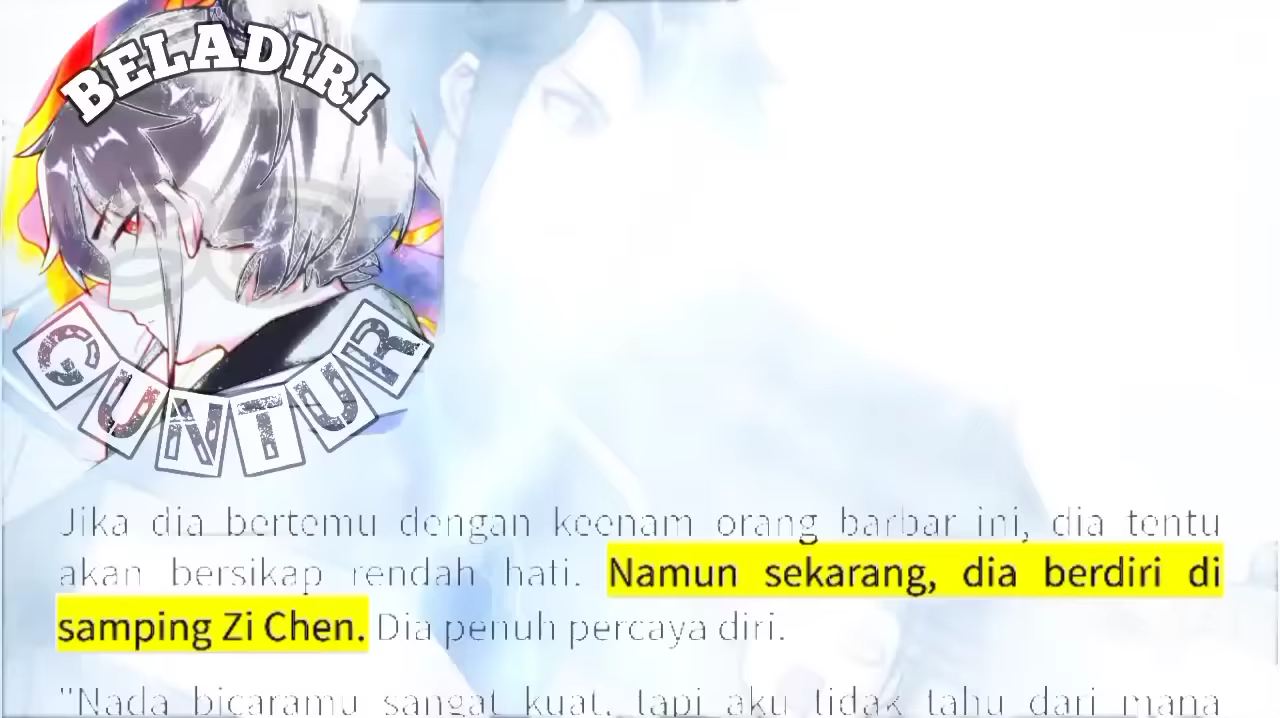 BELADIRI
GUNTUR
Jika dia bertemu dengan keenam orang barbar ini, dia tentu
akan bersikap rendah hati. Namun sekarang, dia berdiri di
samping Zi Chen. Dia penuh percaya diri.
"Nada bicaramu sangat kuat, tapi aku tidak tahu dari mana